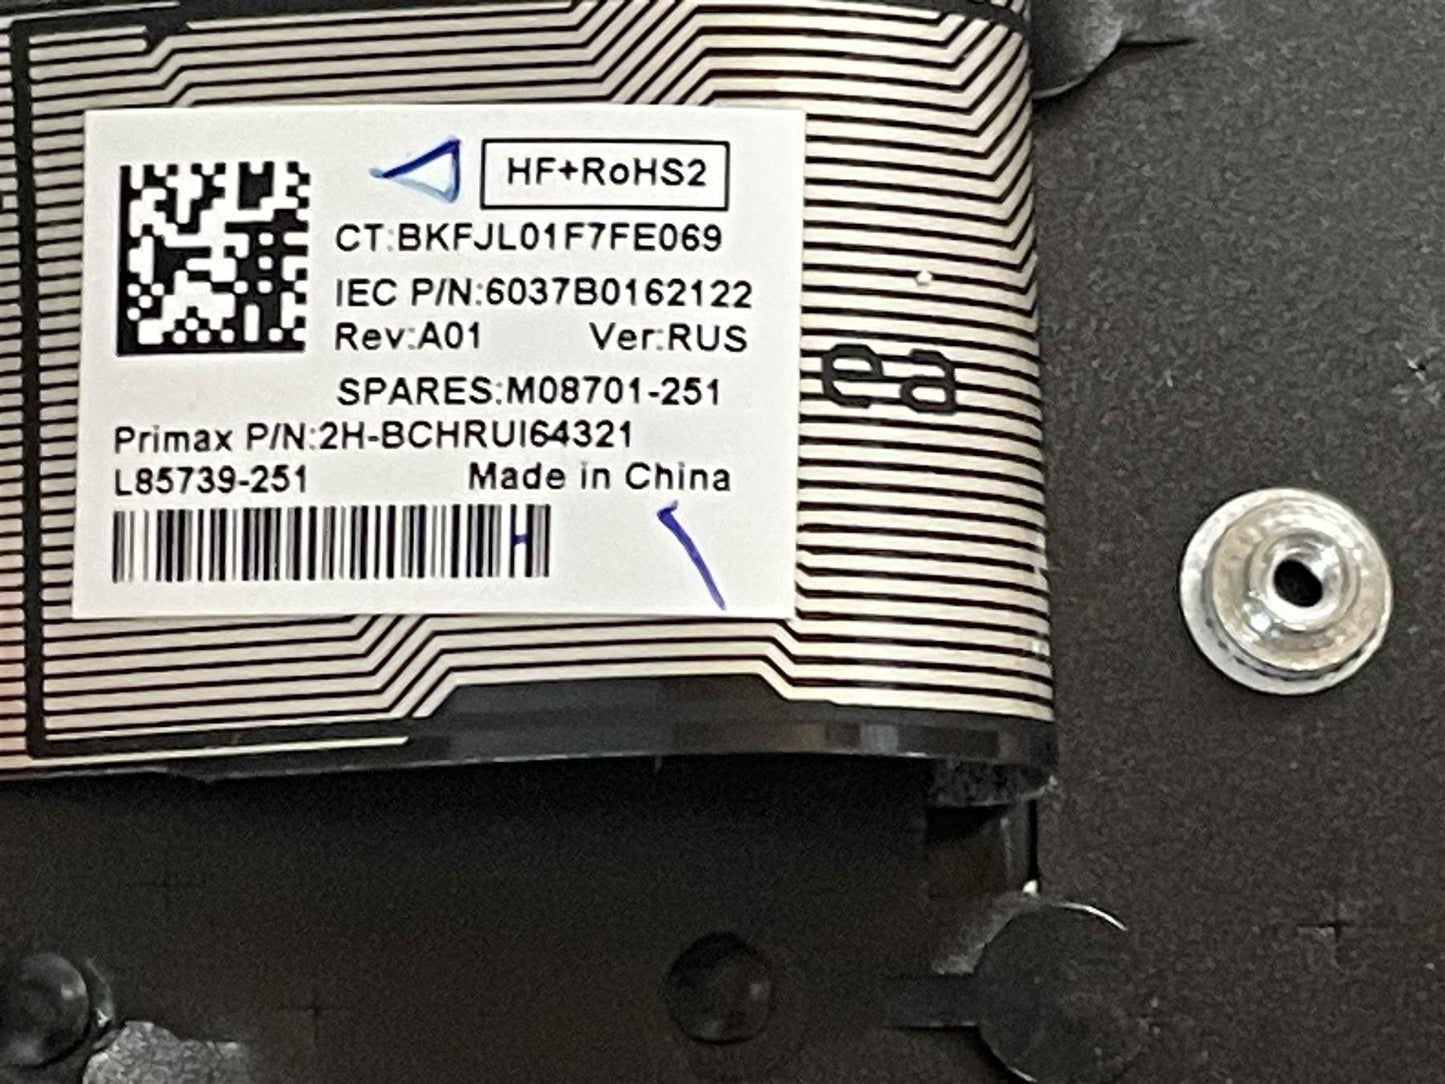 HF+RoHS2
CT:BKFJL01F7FE069
IEC P/N:6037B0162122
Rev:A01 Ver:RUS
SPARES:M08701-251
Primax P/N:2H-BCHRUI64321
L85739-251 Made in China
ea